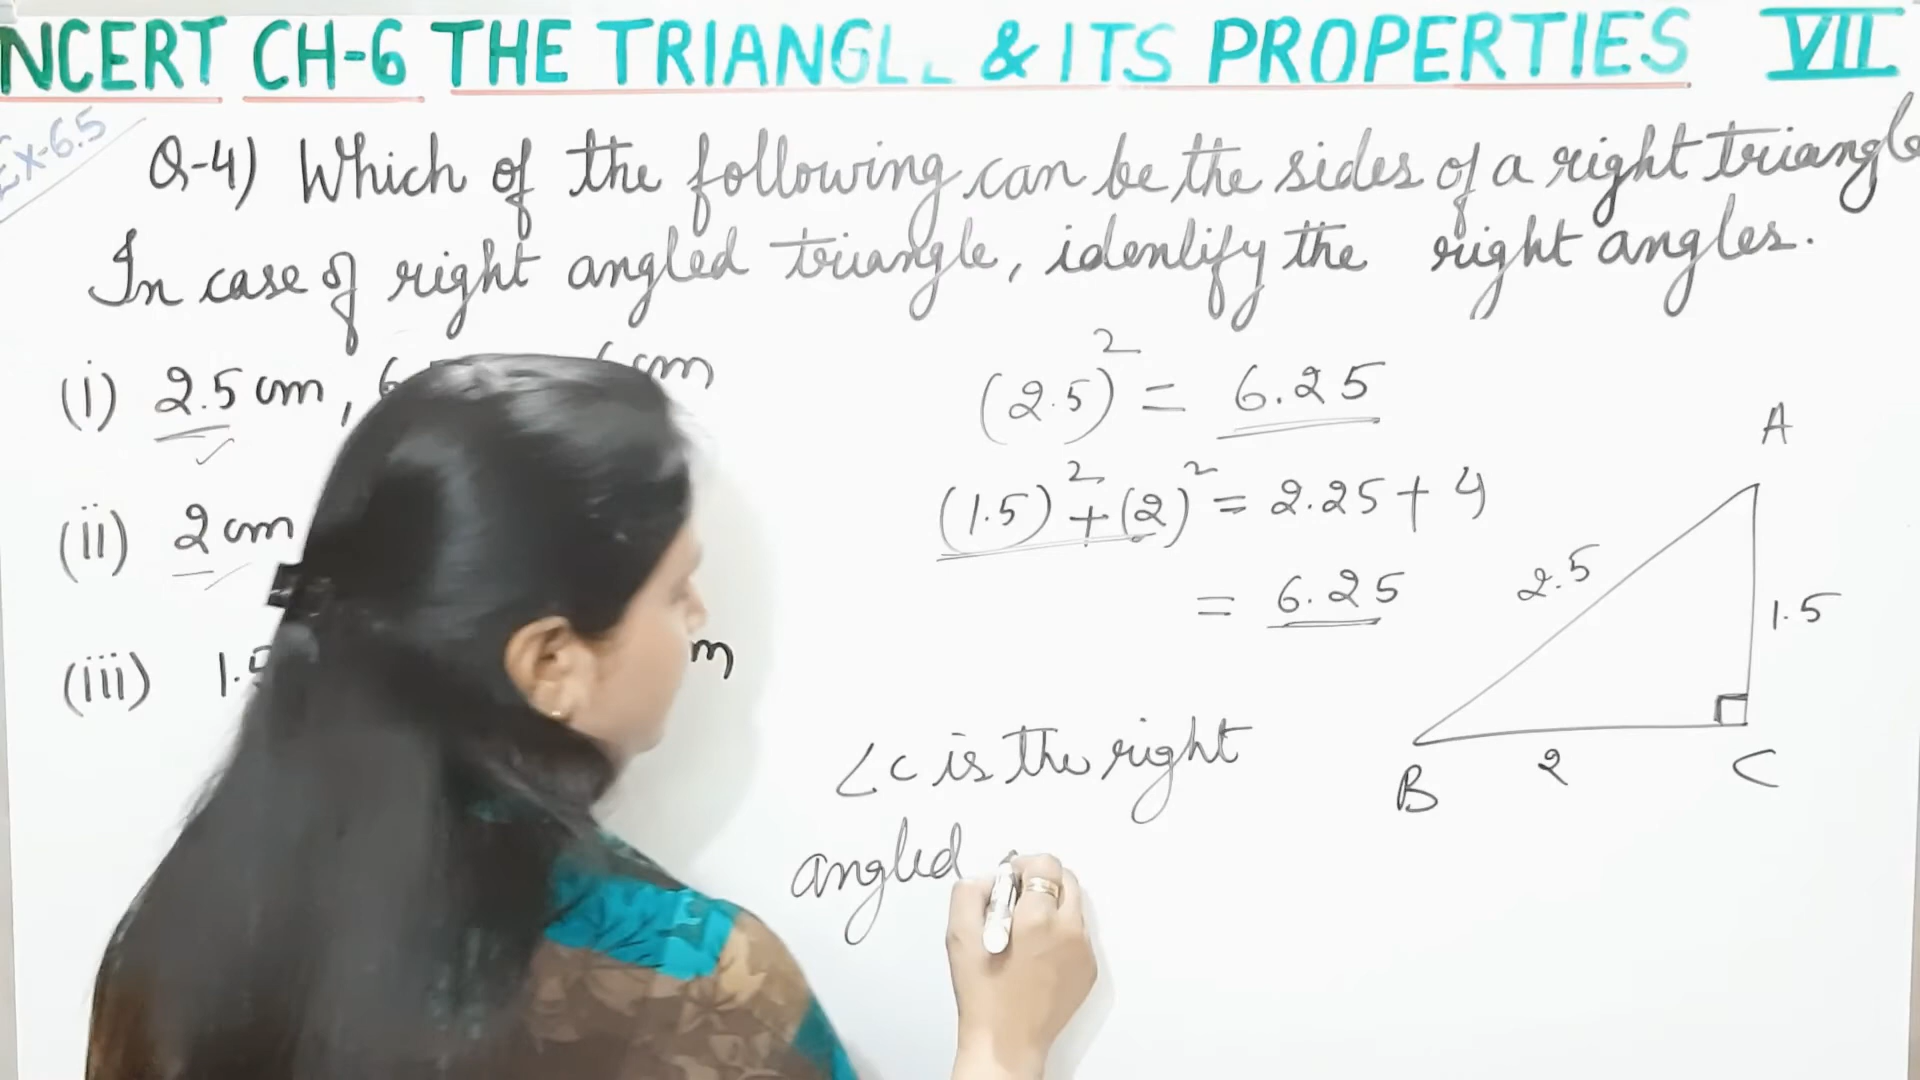 NCERT CH-6 THE TRIANGL & ITS PROPERTIES VII
Ex-6.5
Q-4) Which of the following can be the sides of a right triangle
In case of right angled triangle, identify the right angles.
(i) 2.5 cm, 6 cm
(ii) 2 cm
(iii) 1.5 m
(2.5)² = 6.25
(1.5)² + (2)² = 2.25 + 4
= 6.25
∠C is the right
angled
A
2.5
1.5
B 2 C